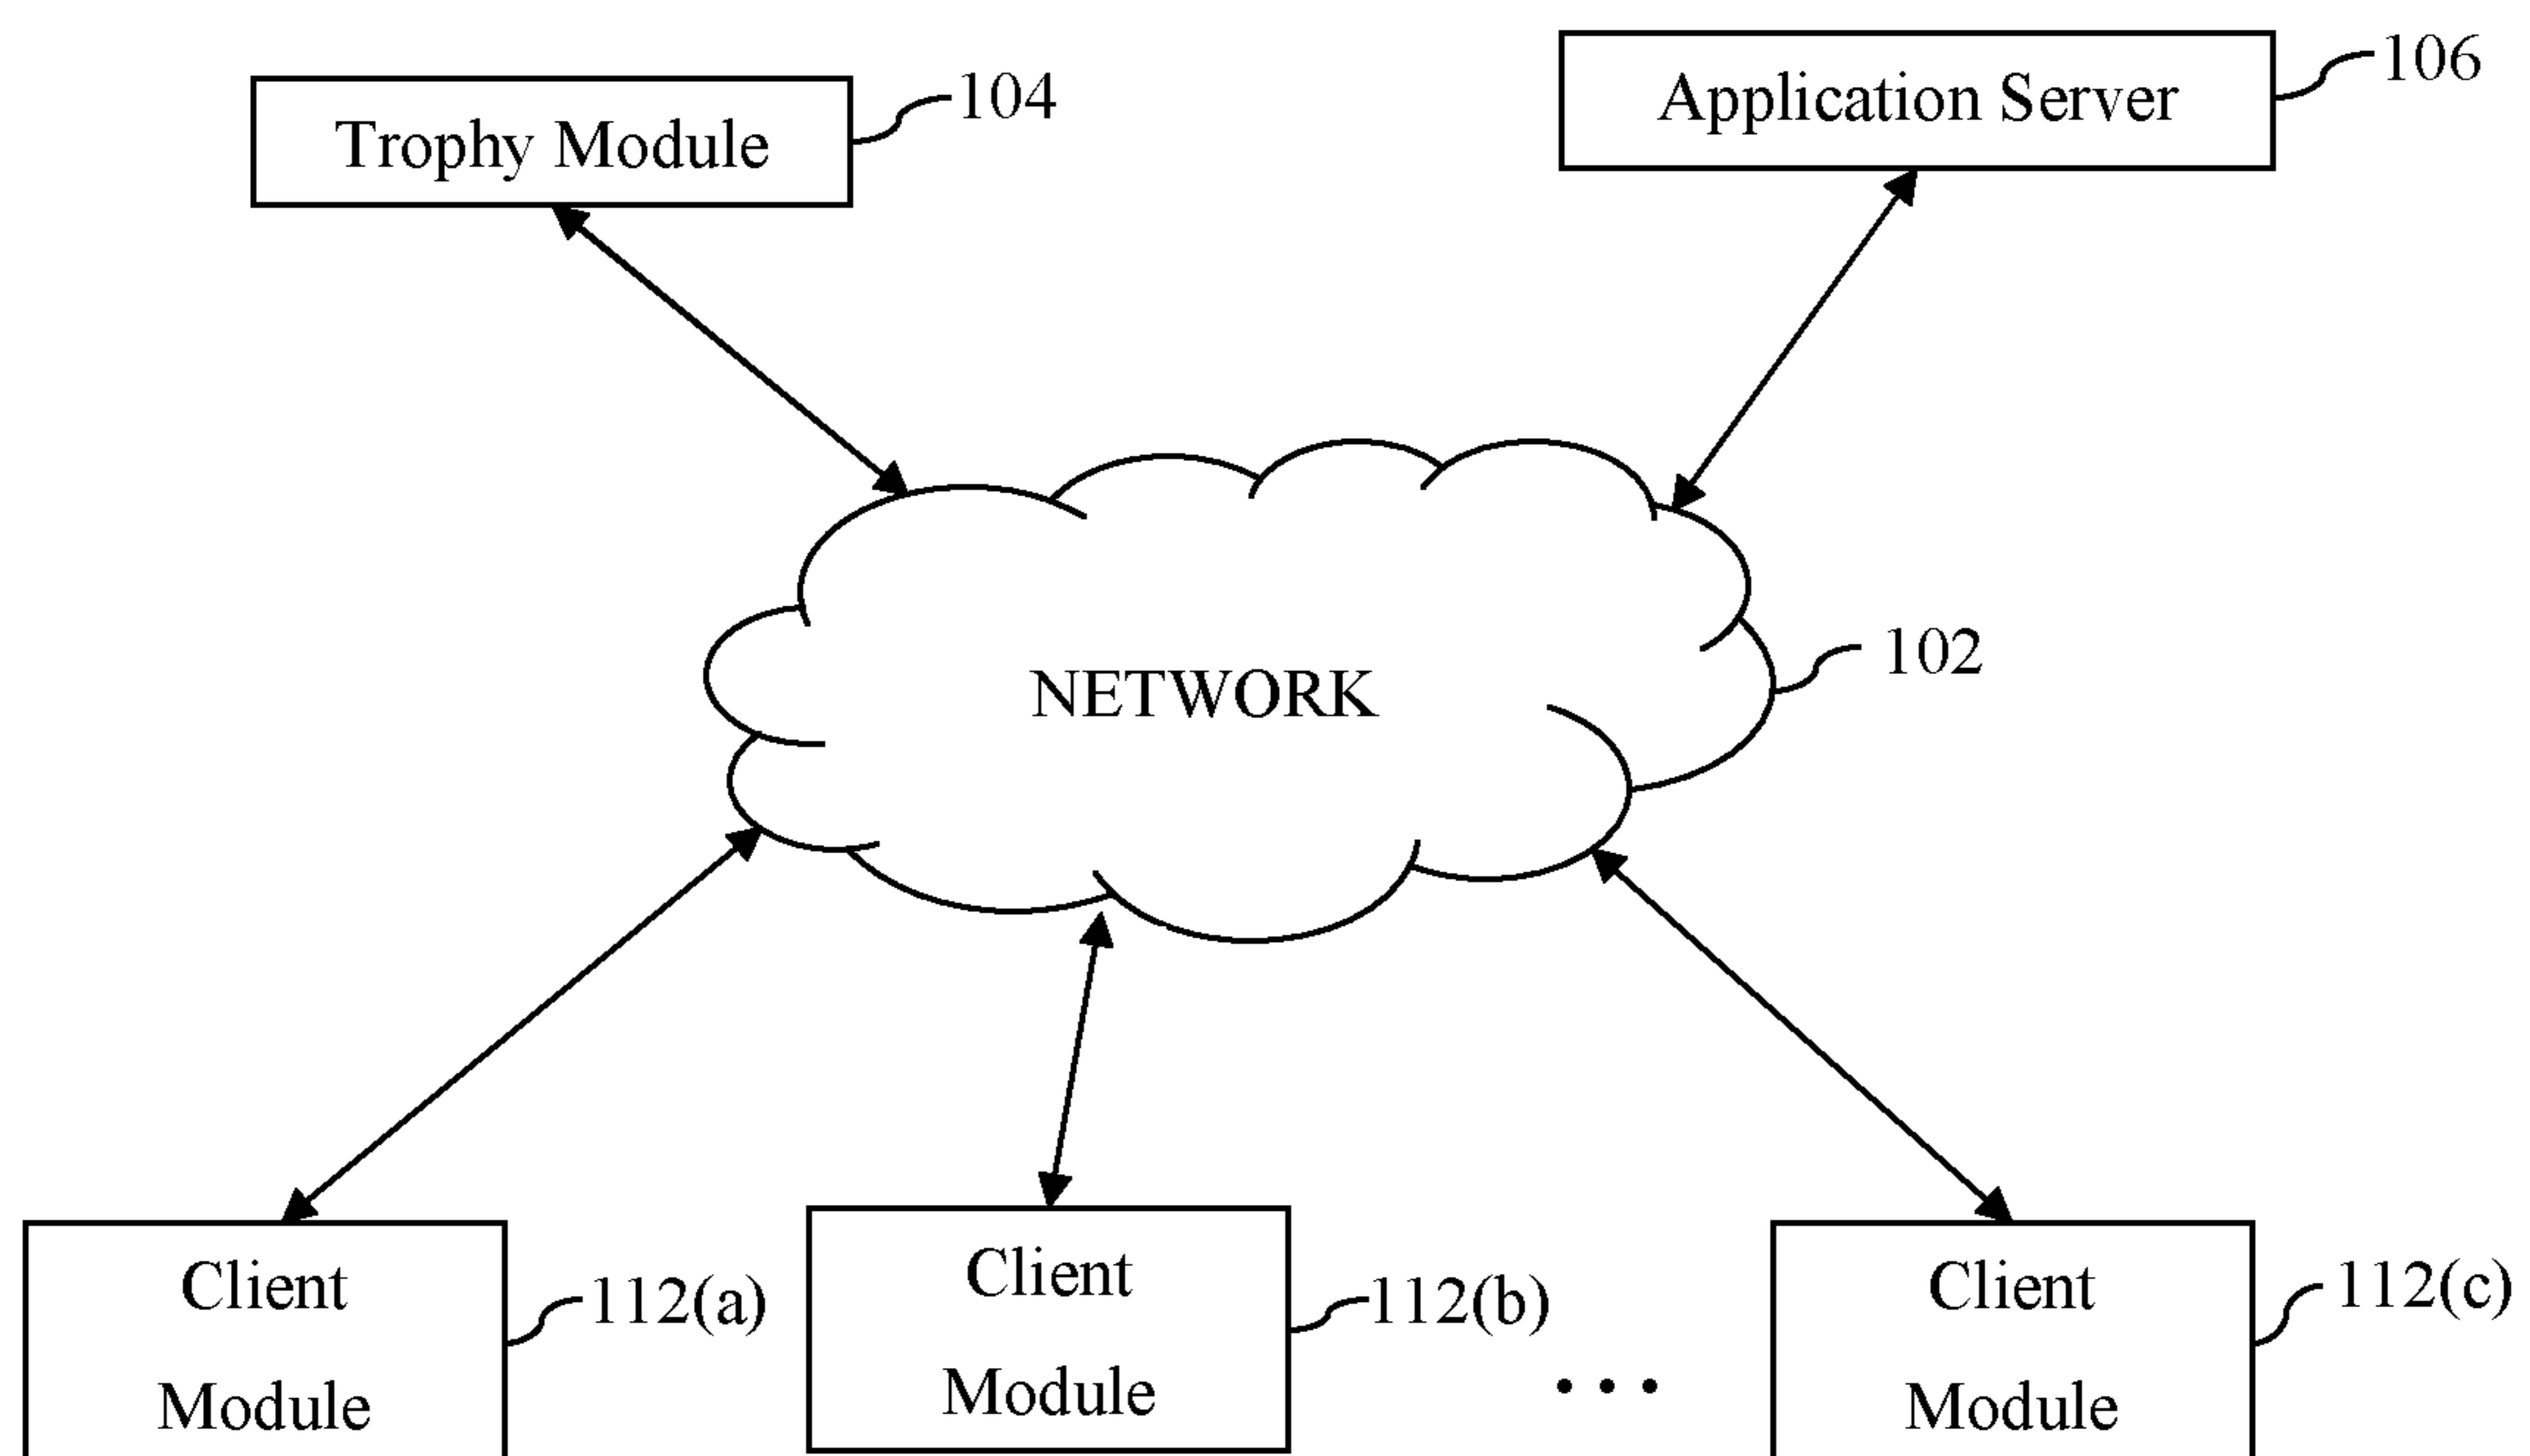 104
Trophy Module
106
Application Server
NETWORK
102
Client
Module
112(a)
Client
Module
112(b)
. . .
Client
Module
112(c)